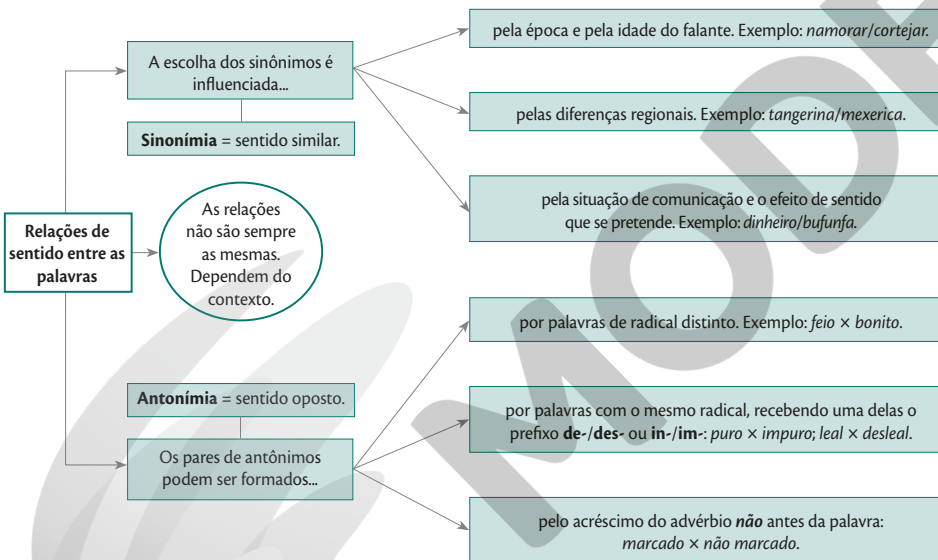 Relações de
sentido entre as
palavras
A escolha dos sinônimos é
influenciada...
Sinonímia = sentido similar.
pela época e pela idade do falante. Exemplo: namorar/cortejar.
pelas diferenças regionais. Exemplo: tangerina/mexerica.
pela situação de comunicação e o efeito de sentido
que se pretende. Exemplo: dinheiro/bufunfa.
As relações
não são sempre
as mesmas.
Dependem do
contexto.
Antonímia = sentido oposto.
Os pares de antônimos
podem ser formados...
por palavras de radical distinto. Exemplo: feio × bonito.
por palavras com o mesmo radical, recebendo uma delas o
prefixo de-/des- ou in-/im-: puro × impuro; leal × desleal.
pelo acréscimo do advérbio não antes da palavra:
marcado × não marcado.
MODE